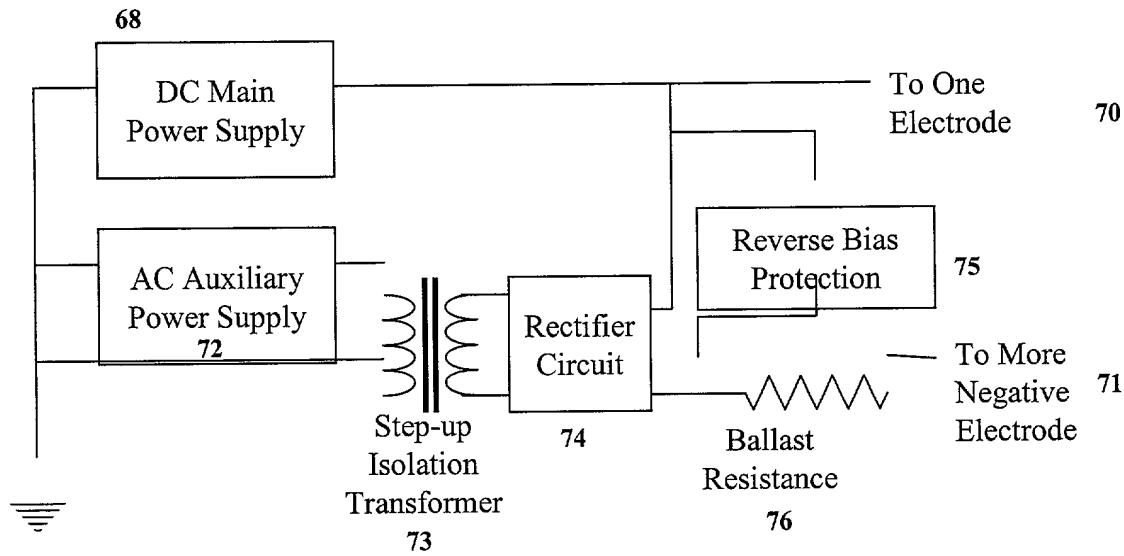 68
DC Main
Power Supply
To One
Electrode
70
AC Auxiliary
Power Supply
72
Reverse Bias
Protection
75
Rectifier
Circuit
74
To More
Negative
Electrode
71
Step-up
Isolation
Transformer
73
Ballast
Resistance
76